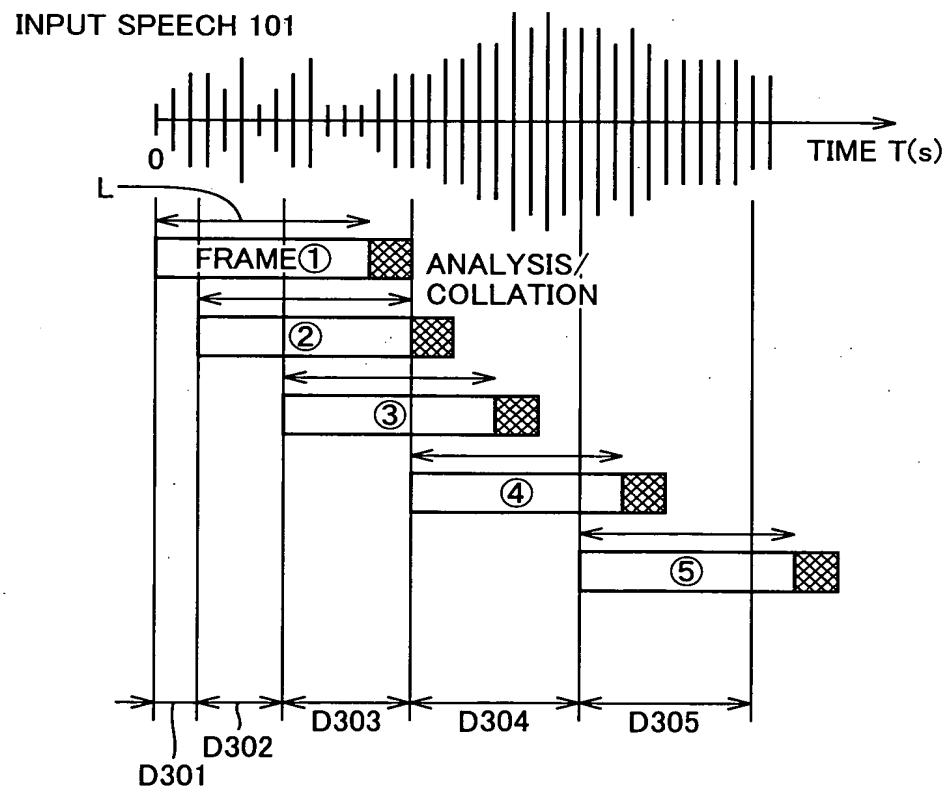 INPUT SPEECH 101
0
TIME T(s)
L
FRAME①
ANALYSIS/
COLLATION
②
③
④
⑤
D301
D302
D303
D304
D305